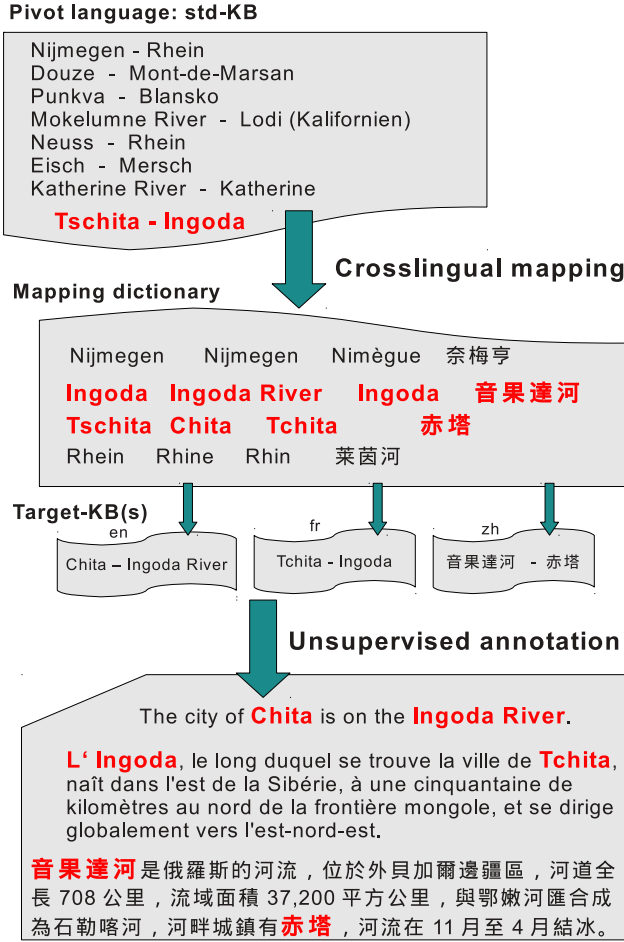 Pivot language: std-KB
Nijmegen - Rhein
Douze - Mont-de-Marsan
Punkva - Blansko
Mokelumne River - Lodi (Kalifornien)
Neuss - Rhein
Eisch - Mersch
Katherine River - Katherine
Tschita - Ingoda
Crosslingual mapping
Mapping dictionary
Nijmegen Nijmegen Nimègue 奈梅亨
Ingoda Ingoda River Ingoda 音果達河
Tschita Chita Tchita 赤塔
Rhein Rhine Rhin 莱茵河
Target-KB(s)
en fr zh
Chita – Ingoda River Tchita - Ingoda 音果達河 - 赤塔
Unsupervised annotation
The city of Chita is on the Ingoda River.
L‘ Ingoda, le long duquel se trouve la ville de Tchita,
naît dans l'est de la Sibérie, à une cinquantaine de
kilomètres au nord de la frontière mongole, et se dirige
globalement vers l'est-nord-est.
音果達河是俄羅斯的河流，位於外貝加爾邊疆區，河道全
長 708 公里，流域面積 37,200 平方公里，與鄂嫩河匯合成
為石勒喀河，河畔城鎮有赤塔，河流在 11 月至 4 月結冰。